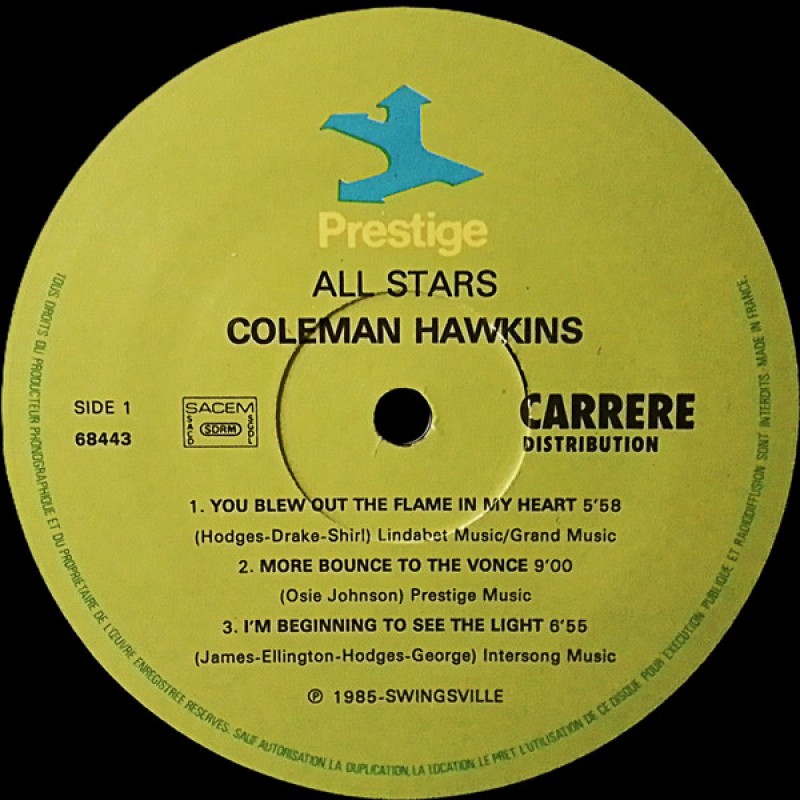 Prestige
ALL STARS
COLEMAN HAWKINS
SIDE 1
68443
SACEM
SACD
SDRM
SGDL
CARRERE
DISTRIBUTION
1. YOU BLEW OUT THE FLAME IN MY HEART 5'58
(Hodges-Drake-Shirl) Lindabet Music/Grand Music
2. MORE BOUNCE TO THE VONCE 9'00
(Osie Johnson) Prestige Music
3. I'M BEGINNING TO SEE THE LIGHT 6'55
(James-Ellington-Hodges-George) Intersong Music
℗ 1985-SWINGSVILLE
TOUS DROITS DU PRODUCTEUR PHONOGRAPHIQUE ET DU PROPRIETAIRE DE L'ŒUVRE ENREGISTREE RESERVES. SAUF AUTORISATION, LA DUPLICATION, LA LOCATION, LE PRET, L'UTILISATION DE CE DISQUE POUR EXECUTION PUBLIQUE ET RADIODIFFUSION SONT INTERDITS. MADE IN FRANCE.